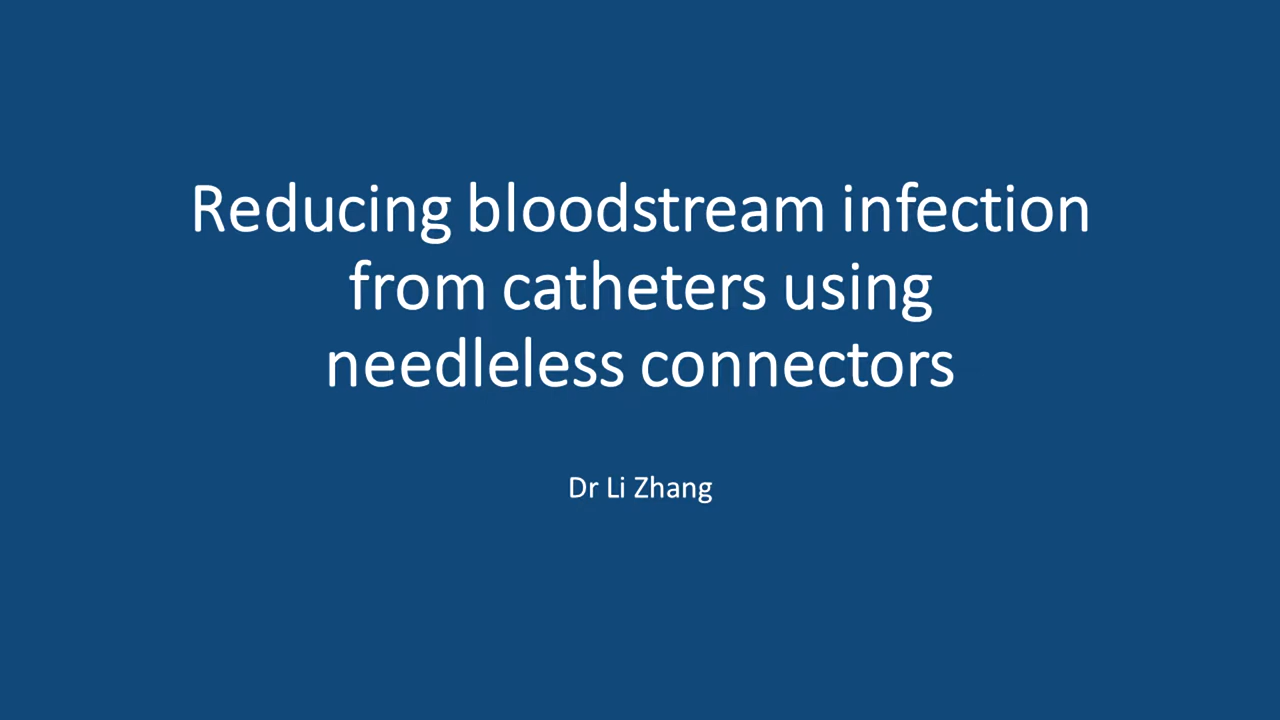 Reducing bloodstream infection
from catheters using
needleless connectors
Dr Li Zhang